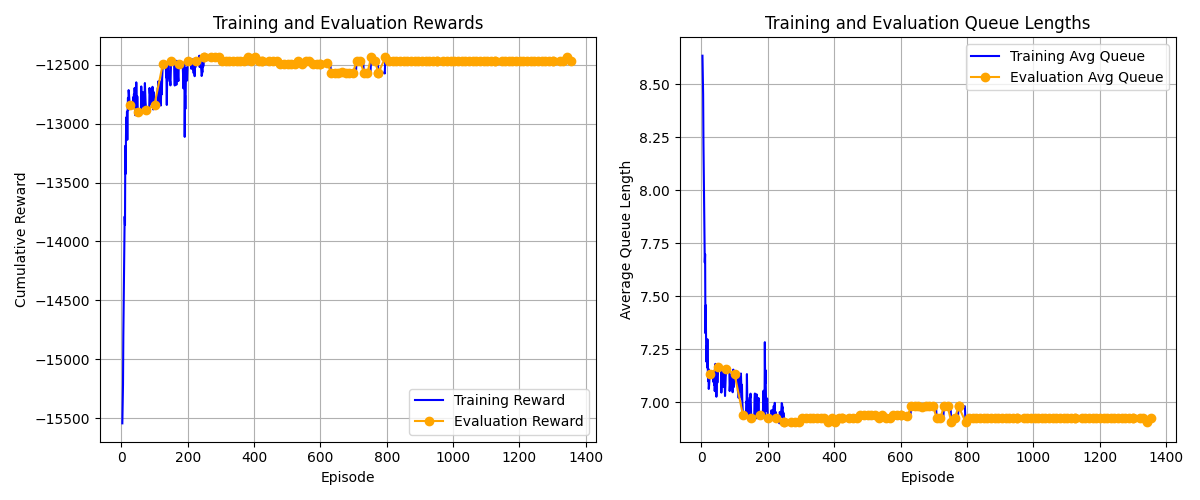 Training and Evaluation Rewards
Cumulative Reward
−12500
−13000
−13500
−14000
−14500
−15000
−15500
Training Reward
Evaluation Reward
0 200 400 600 800 1000 1200 1400
Episode
Training and Evaluation Queue Lengths
Average Queue Length
8.50
8.25
8.00
7.75
7.50
7.25
7.00
Training Avg Queue
Evaluation Avg Queue
0 200 400 600 800 1000 1200 1400
Episode